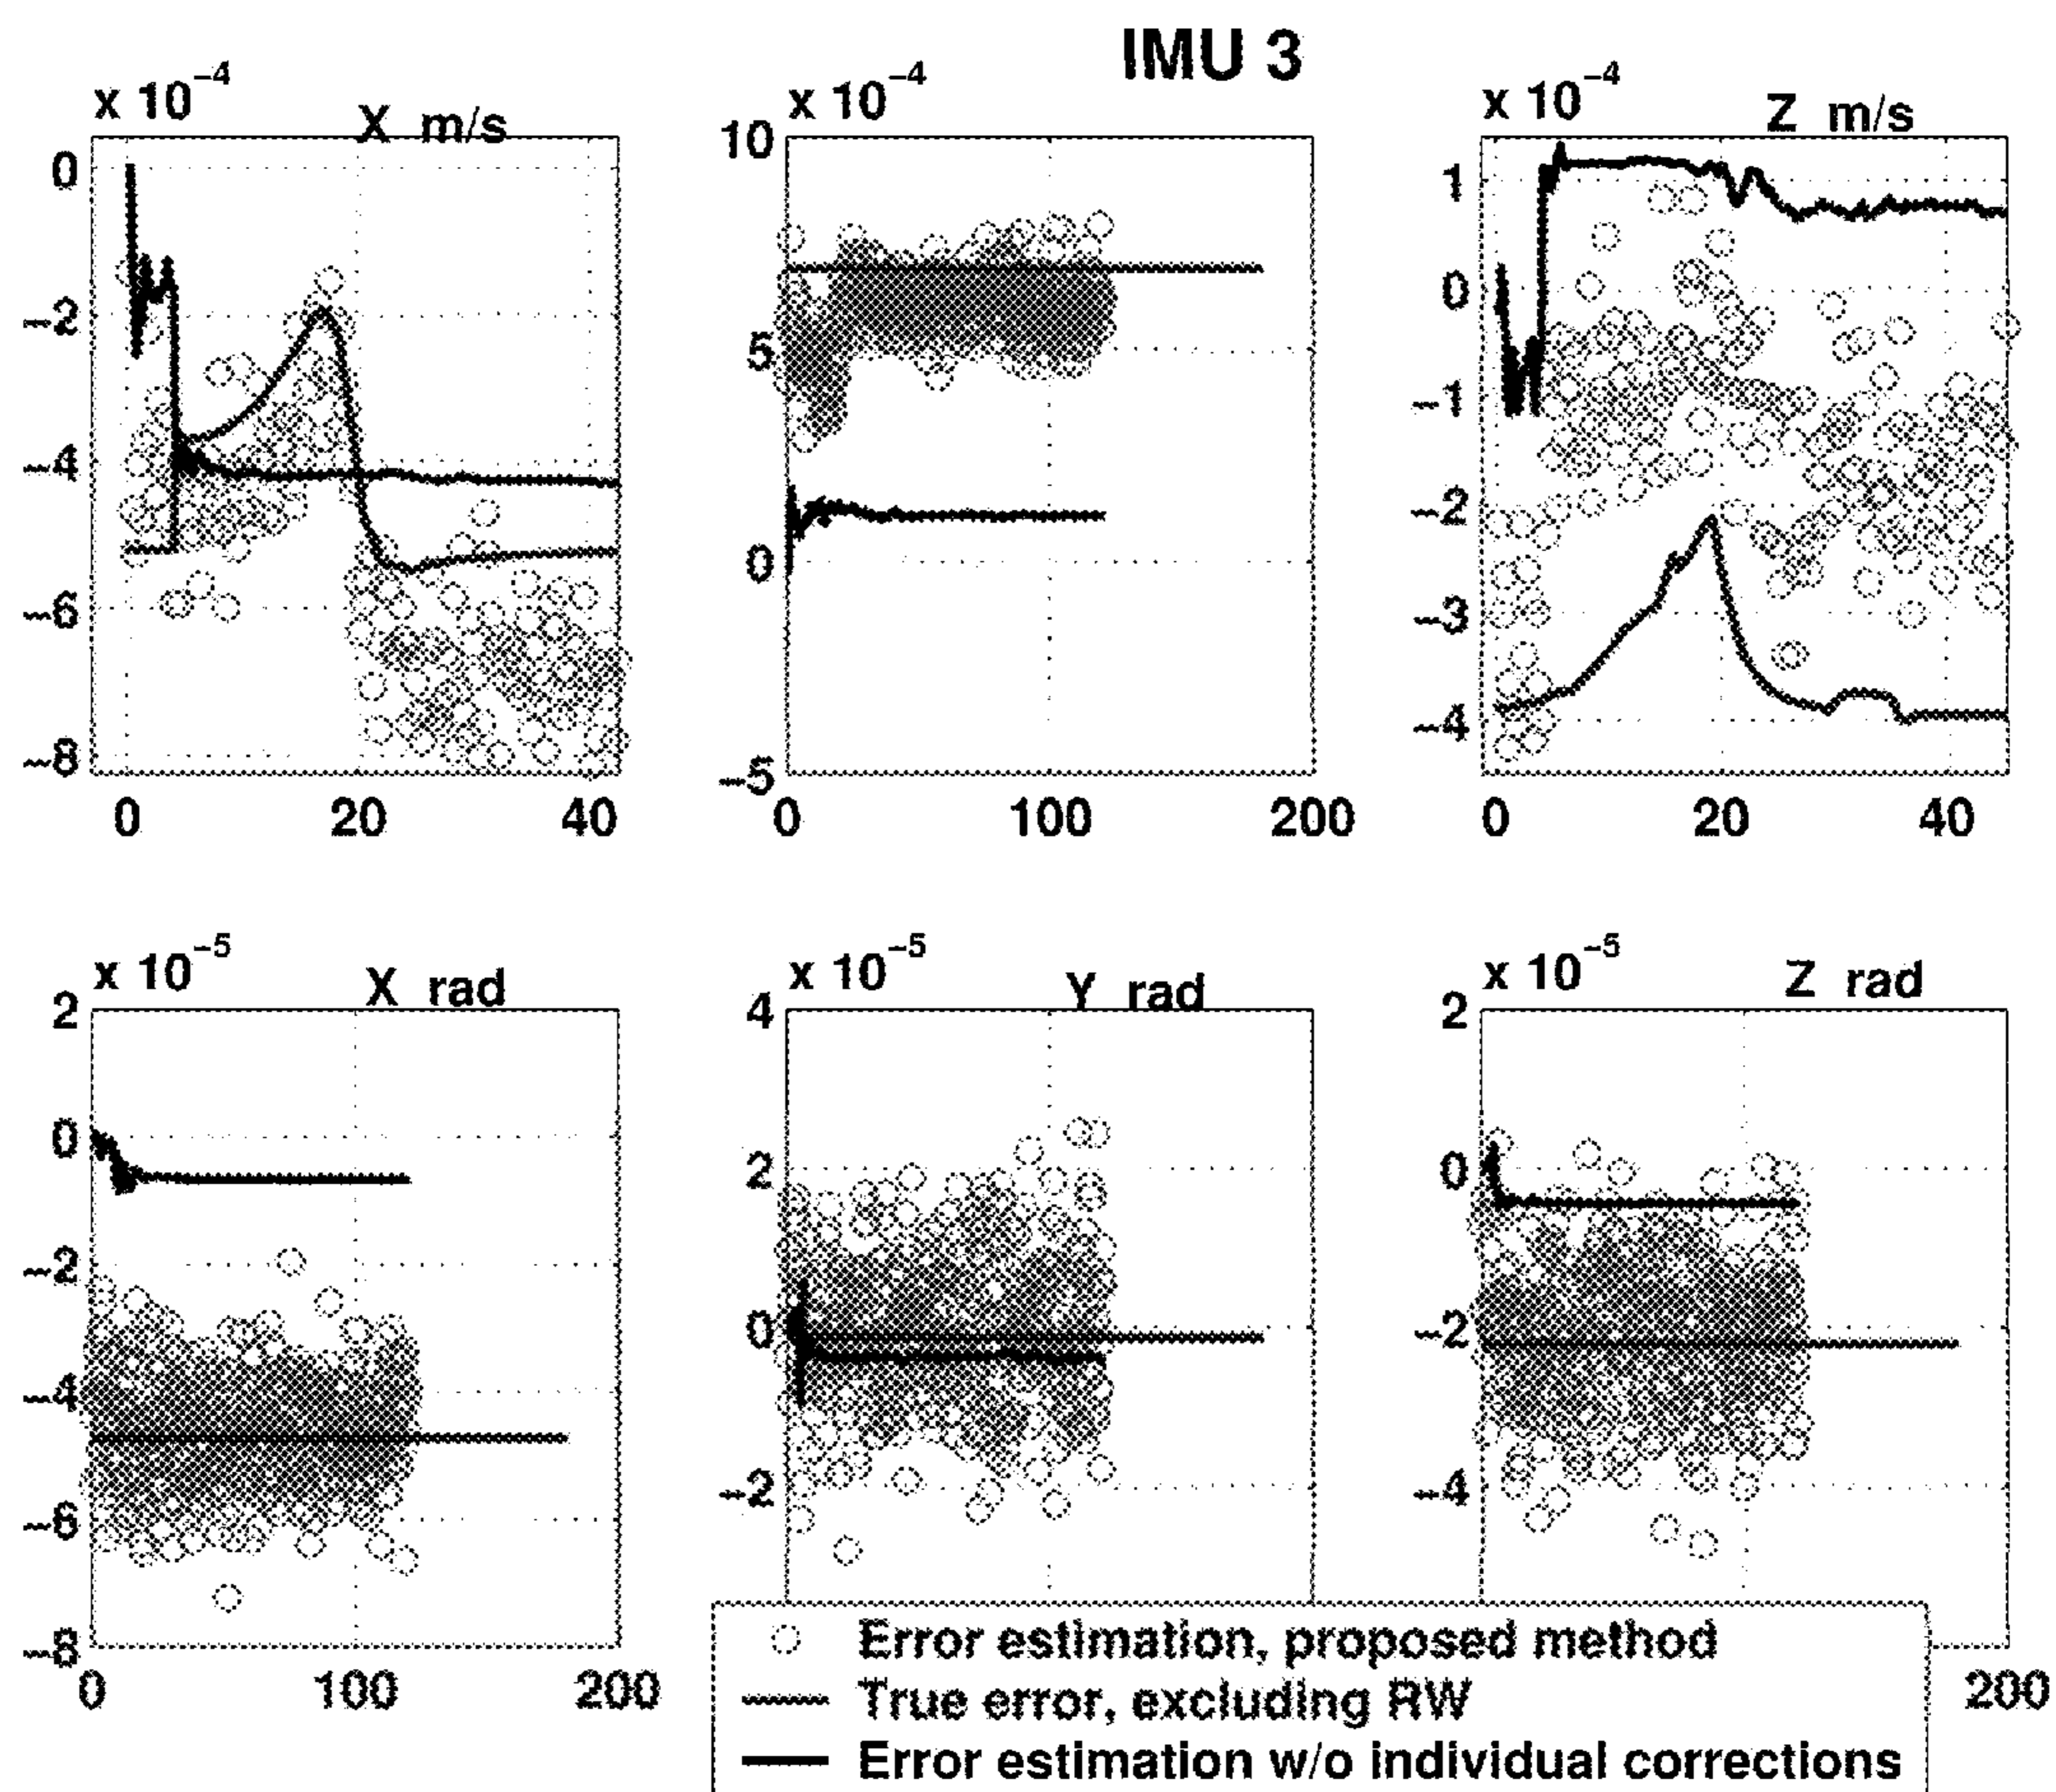 IMU 3
x 10^-4
X m/s
0
-2
-4
-6
-8
0 20 40
x 10^-4
10
5
0
-5
0 100 200
x 10^-4
Z m/s
1
0
-1
-2
-3
-4
0 20 40
x 10^-5
X rad
2
0
-2
-4
-6
-8
0 100 200
x 10^-5
Y rad
4
2
0
-2
x 10^-5
Z rad
2
0
-2
-4
200
Error estimation, proposed method
True error, excluding RW
Error estimation w/o individual corrections